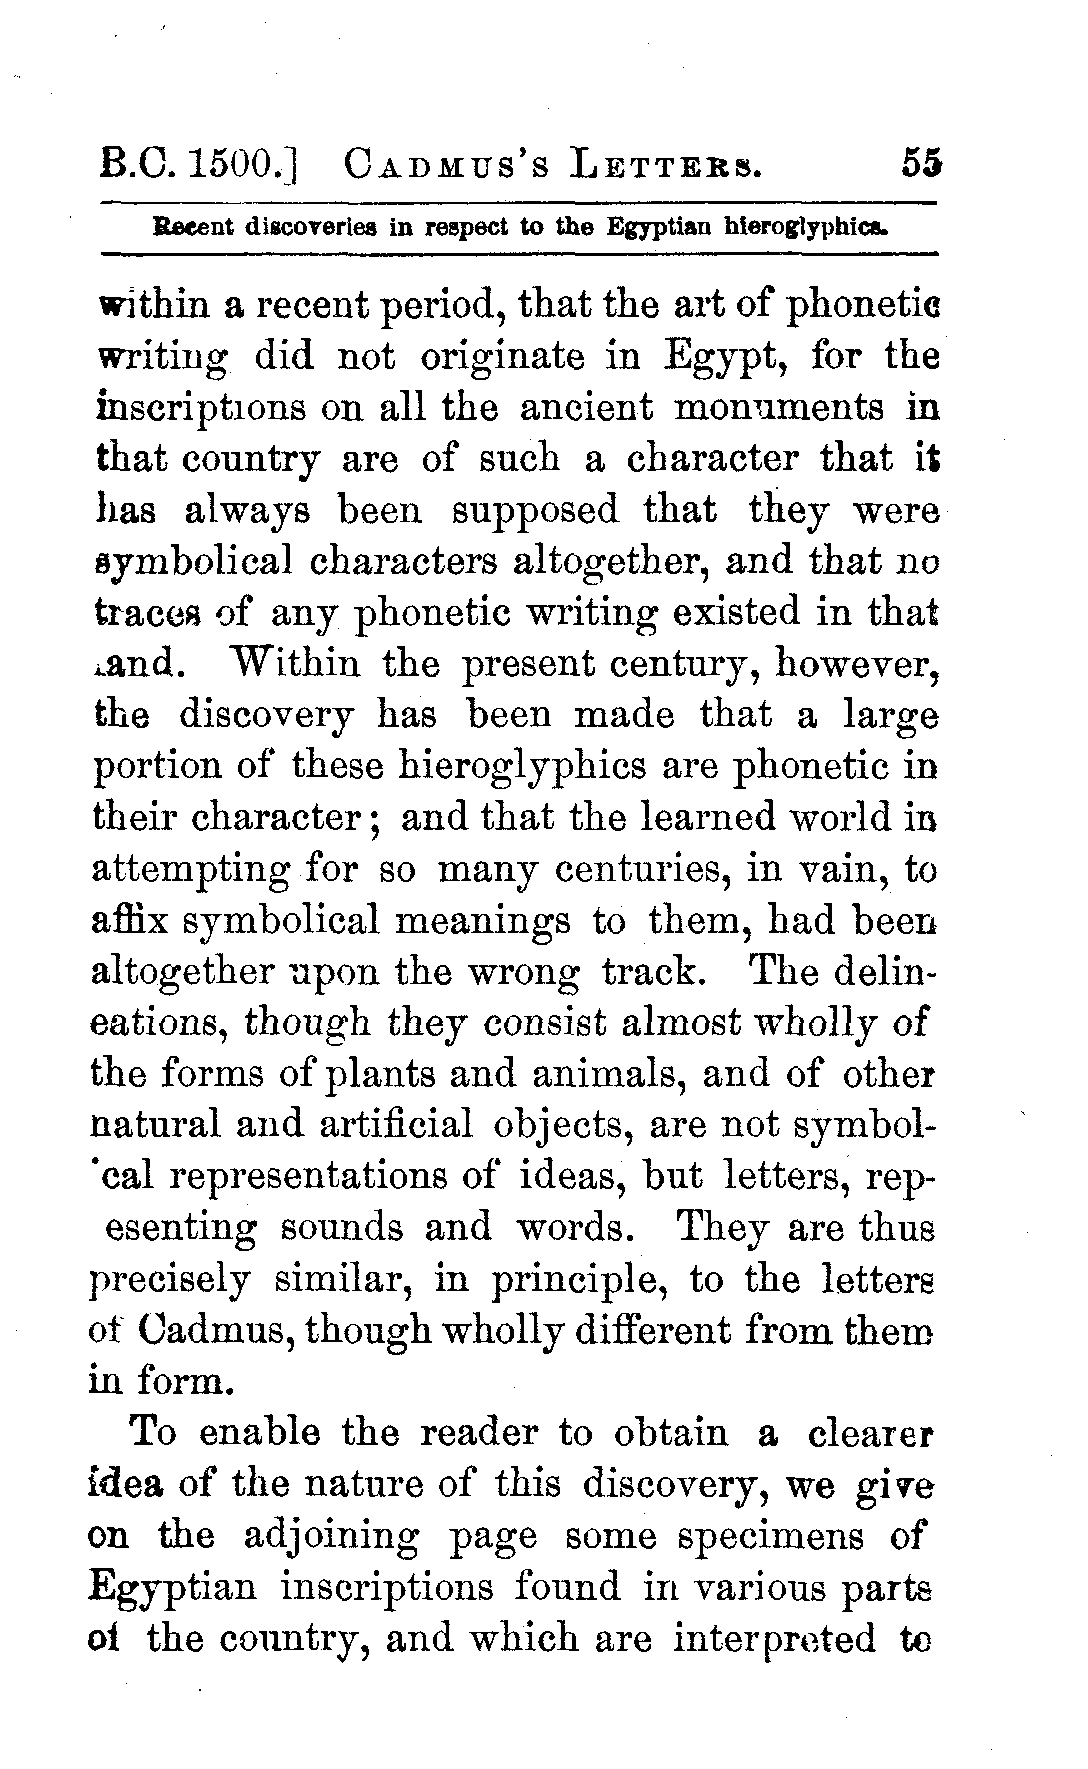 B.C. 1500.] CADMUS'S LETTERS. 55
Recent discoveries in respect to the Egyptian hieroglyphics.
within a recent period, that the art of phonetic
writing did not originate in Egypt, for the
inscriptions on all the ancient monuments in
that country are of such a character that it
has always been supposed that they were
symbolical characters altogether, and that no
traces of any phonetic writing existed in that
land. Within the present century, however,
the discovery has been made that a large
portion of these hieroglyphics are phonetic in
their character; and that the learned world in
attempting for so many centuries, in vain, to
affix symbolical meanings to them, had been
altogether upon the wrong track. The delin-
eations, though they consist almost wholly of
the forms of plants and animals, and of other
natural and artificial objects, are not symbol-
ical representations of ideas, but letters, rep-
esenting sounds and words. They are thus
precisely similar, in principle, to the letters
of Cadmus, though wholly different from them
in form.
To enable the reader to obtain a clearer
idea of the nature of this discovery, we give
on the adjoining page some specimens of
Egyptian inscriptions found in various parts
of the country, and which are interpreted to